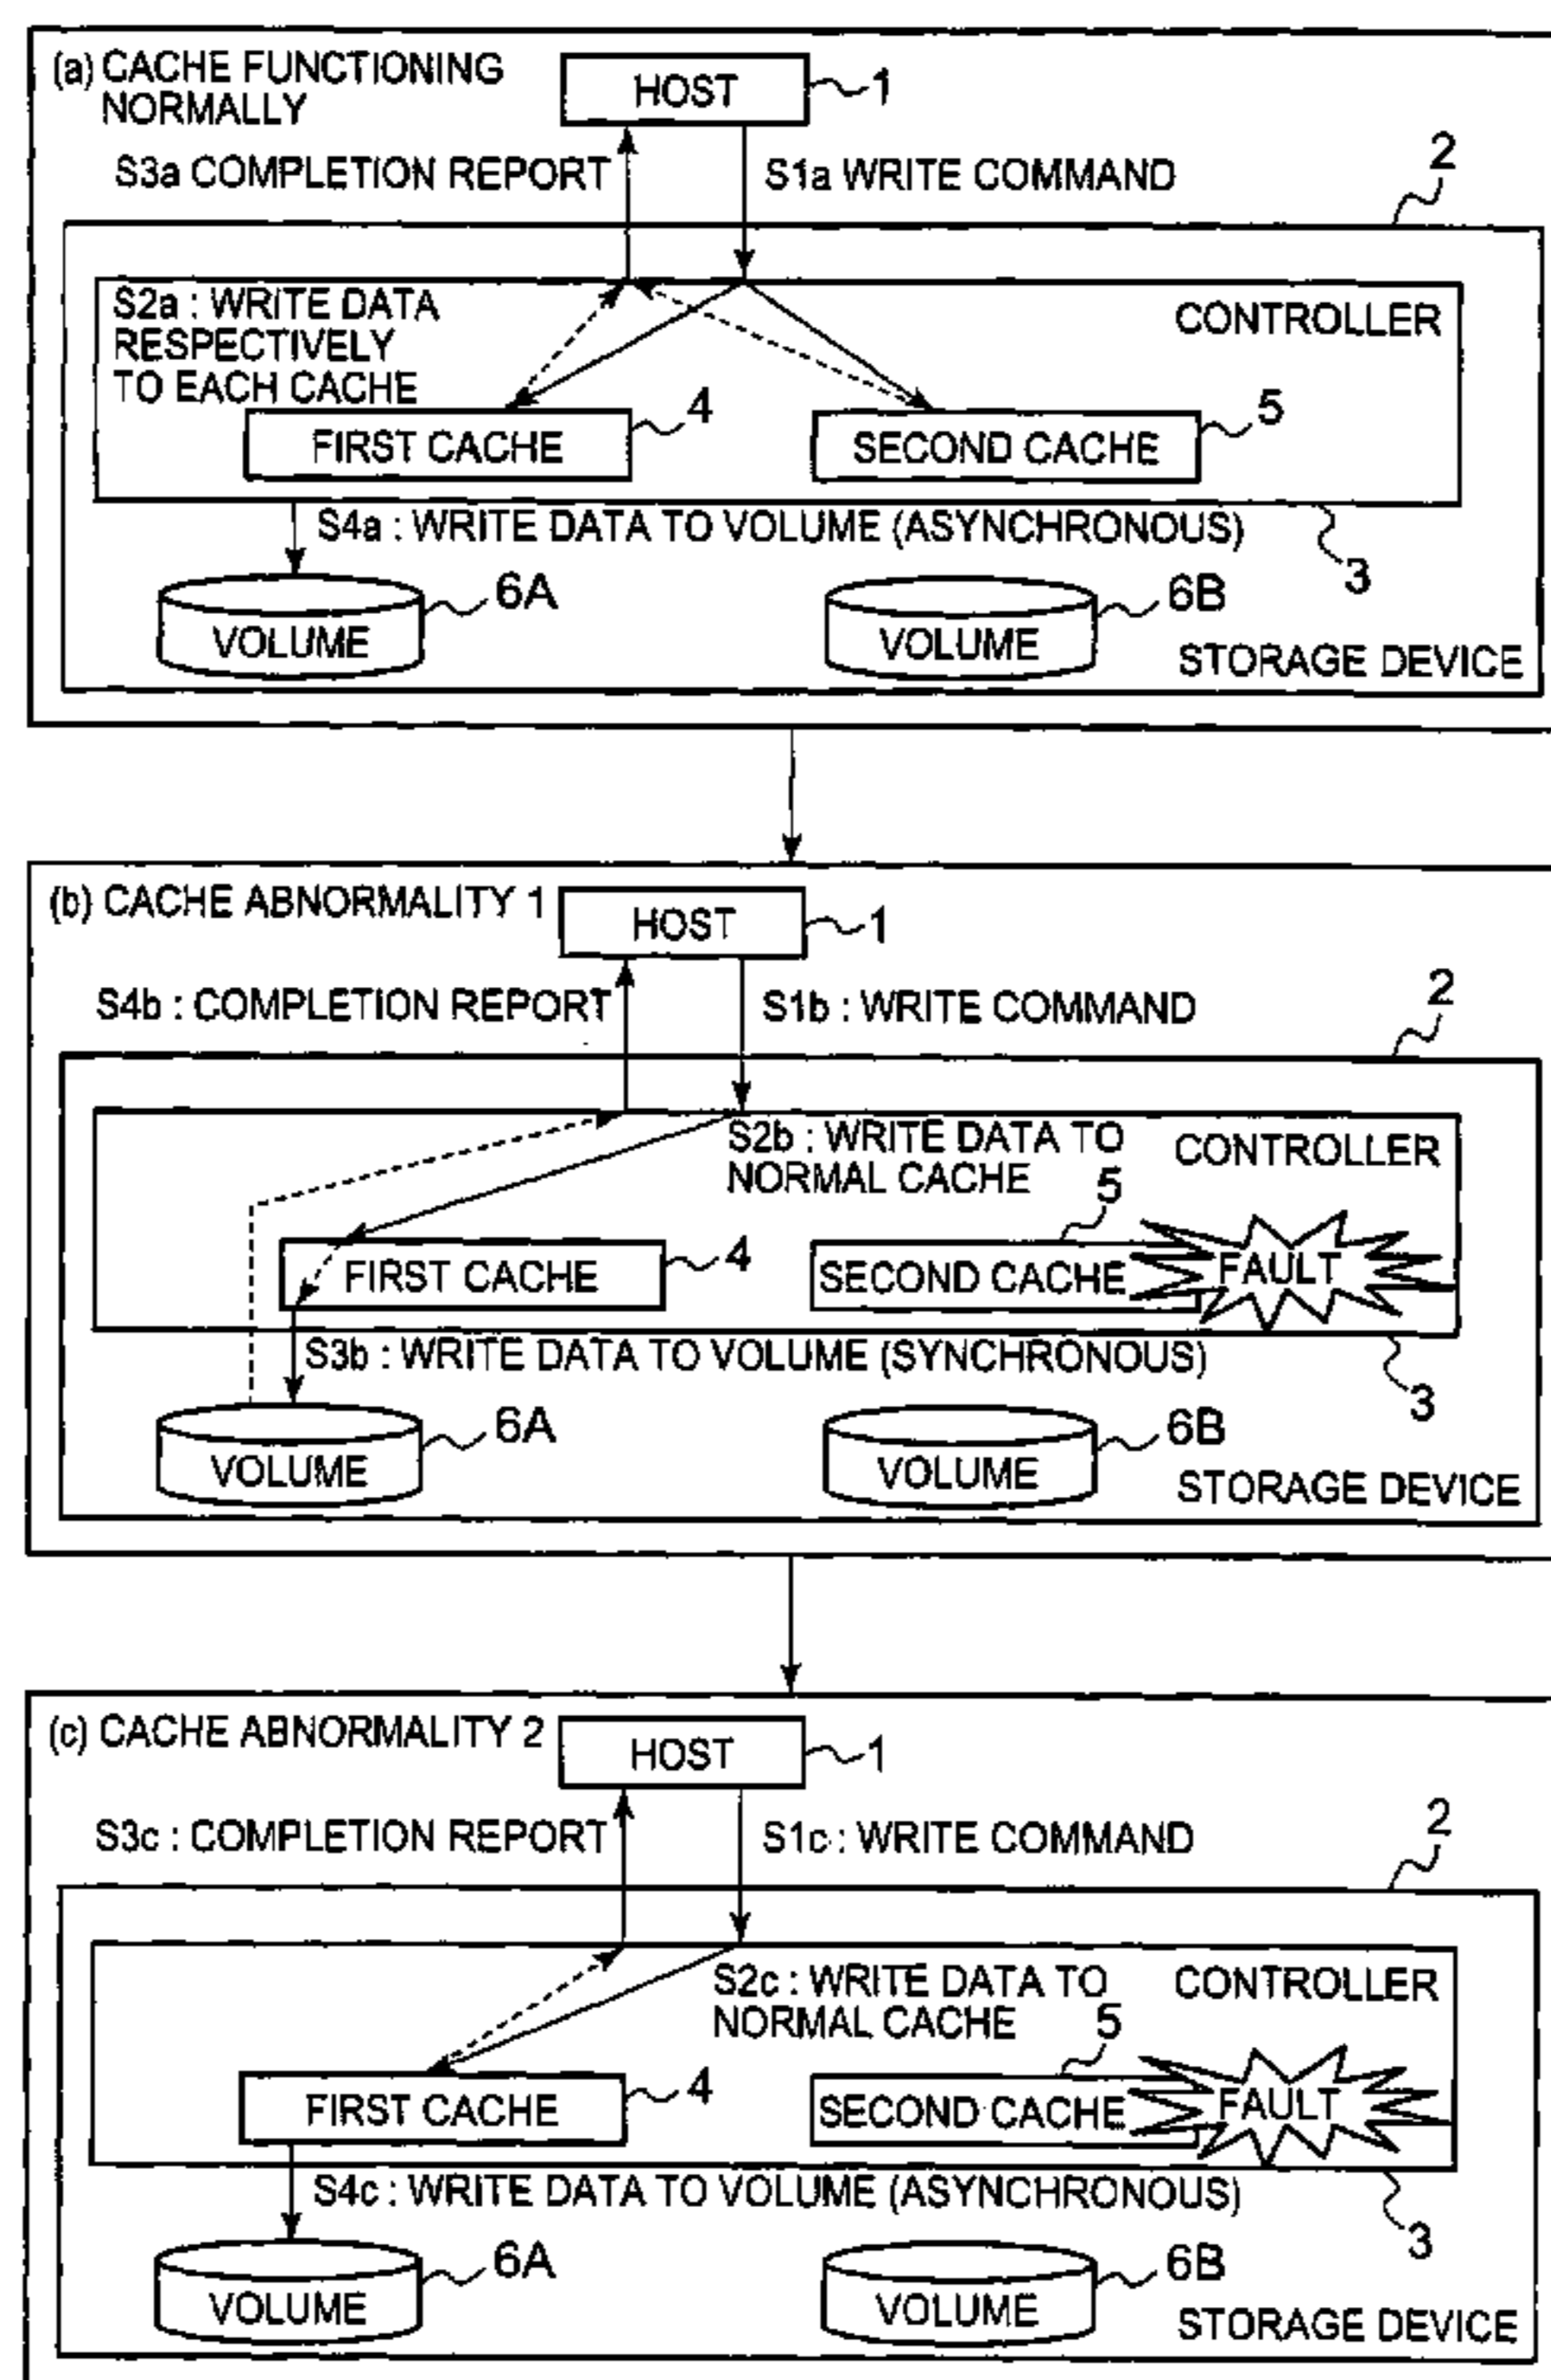 (a) CACHE FUNCTIONING
NORMALLY
HOST
1
S3a COMPLETION REPORT
S1a WRITE COMMAND
2
S2a : WRITE DATA
RESPECTIVELY
TO EACH CACHE
CONTROLLER
FIRST CACHE
4
SECOND CACHE
5
S4a : WRITE DATA TO VOLUME (ASYNCHRONOUS)
3
VOLUME
6A
VOLUME
6B
STORAGE DEVICE
(b) CACHE ABNORMALITY 1
HOST
1
S4b : COMPLETION REPORT
S1b : WRITE COMMAND
2
S2b : WRITE DATA TO
NORMAL CACHE
CONTROLLER
5
FIRST CACHE
4
SECOND CACHE
FAULT
S3b : WRITE DATA TO VOLUME (SYNCHRONOUS)
3
VOLUME
6A
VOLUME
6B
STORAGE DEVICE
(c) CACHE ABNORMALITY 2
HOST
1
S3c : COMPLETION REPORT
S1c : WRITE COMMAND
2
S2c : WRITE DATA TO
NORMAL CACHE
CONTROLLER
5
FIRST CACHE
4
SECOND CACHE
FAULT
S4c : WRITE DATA TO VOLUME (ASYNCHRONOUS)
3
VOLUME
6A
VOLUME
6B
STORAGE DEVICE